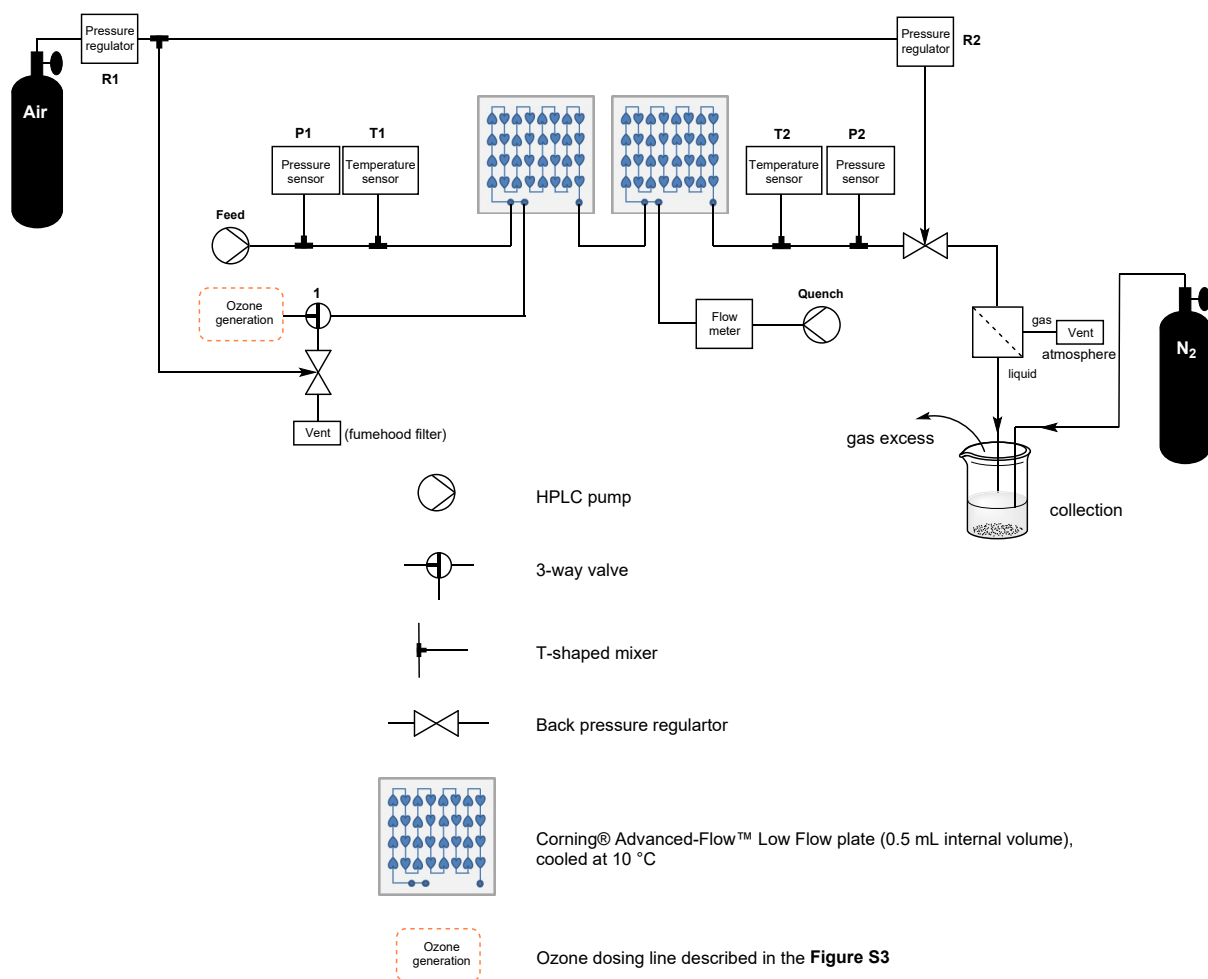 Pressure
regulator
R1
Pressure
regulator
R2
Air
P1
T1
T2
P2
Pressure
sensor
Temperature
sensor
Temperature
sensor
Pressure
sensor
Feed
1
Ozone
generation
Flow
meter
Quench
gas
Vent
atmosphere
liquid
N2
Vent
(fumehood filter)
gas excess
collection
HPLC pump
3-way valve
T-shaped mixer
Back pressure regulartor
Corning® Advanced-Flow™ Low Flow plate (0.5 mL internal volume),
cooled at 10 °C
Ozone
generation
Ozone dosing line described in the Figure S3